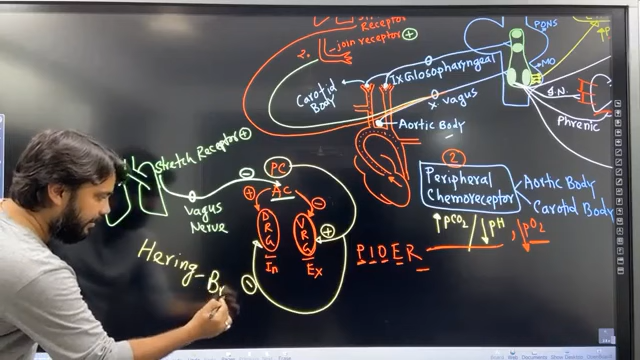 Receptor
2. -join receptor +
PONS
MO
IX Glosopharyngeal
Carotid
Body
X vagus
Aortic Body
S.N.
Phrenic
stretch Receptor +
vagus
Nerve
PC
AC
+
-
-
DRG
VRG
+
In
Ex
-
Hering-Br
2
Peripheral
Chemoreceptor
Aortic Body
Carotid Body
↑PCO2 / ↓PH , ↓PO2
PIDER